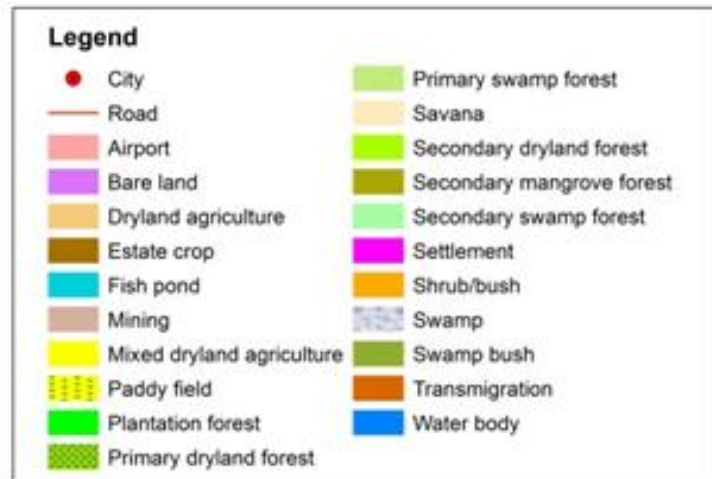 Legend
City
Road
Airport
Bare land
Dryland agriculture
Estate crop
Fish pond
Mining
Mixed dryland agriculture
Paddy field
Plantation forest
Primary dryland forest
Primary swamp forest
Savana
Secondary dryland forest
Secondary mangrove forest
Secondary swamp forest
Settlement
Shrub/bush
Swamp
Swamp bush
Transmigration
Water body